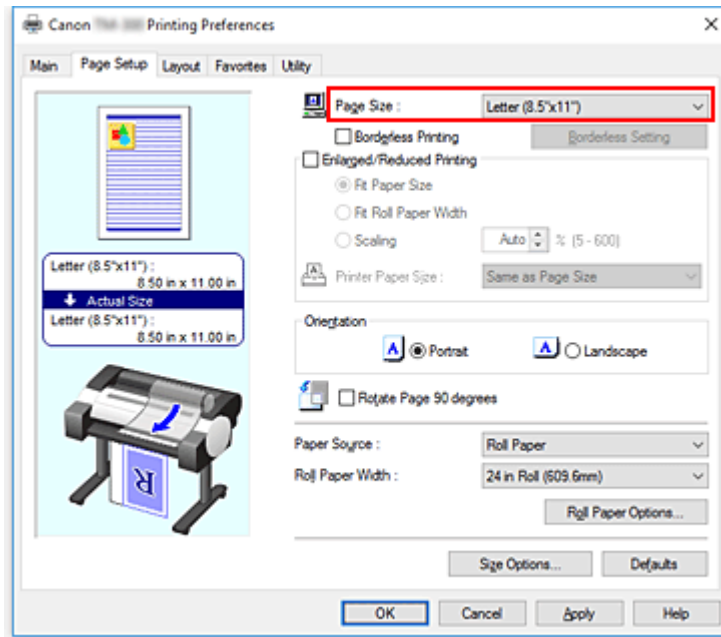 Canon Printing Preferences
Main Page Setup Layout Favorites Utility
Page Size : Letter (8.5"x11")
Borderless Printing Borderless Setting
Enlarged/Reduced Printing
Fit Paper Size
Fit Roll Paper Width
Scaling Auto % (5 - 600)
Printer Paper Size : Same as Page Size
Letter (8.5"x11") :
8.50 in x 11.00 in
Actual Size
Letter (8.5"x11") :
8.50 in x 11.00 in
Orientation
A Portrait A Landscape
Rotate Page 90 degrees
Paper Source : Roll Paper
Roll Paper Width : 24 in Roll (609.6mm)
Roll Paper Options...
R
Size Options... Defaults
OK Cancel Apply Help